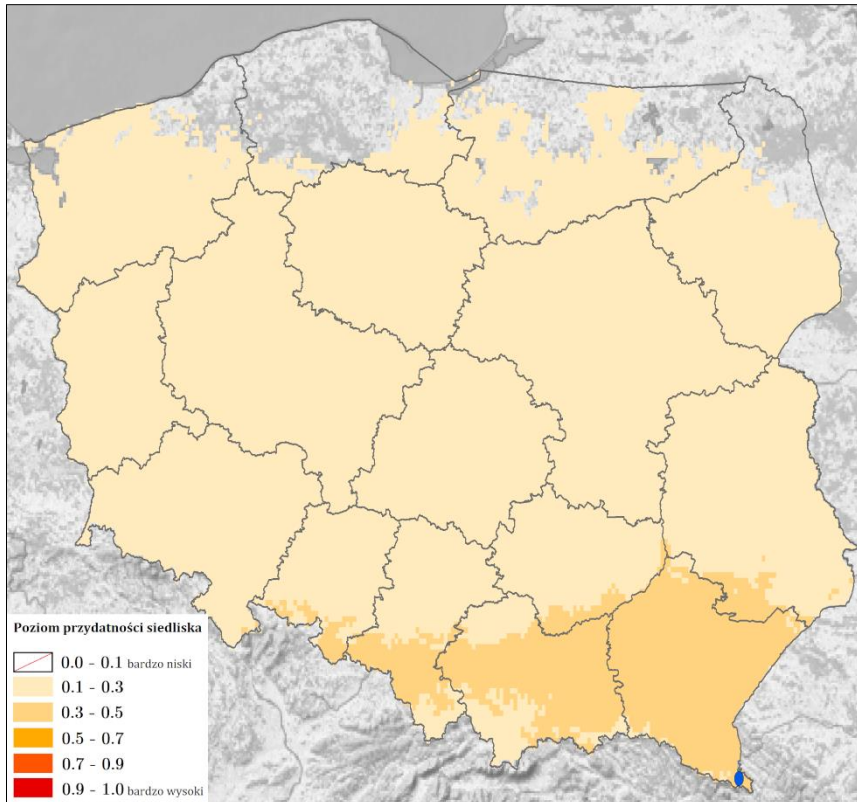 Poziom przydatności siedliska
0.0 - 0.1 bardzo niski
0.1 - 0.3
0.3 - 0.5
0.5 - 0.7
0.7 - 0.9
0.9 - 1.0 bardzo wysoki